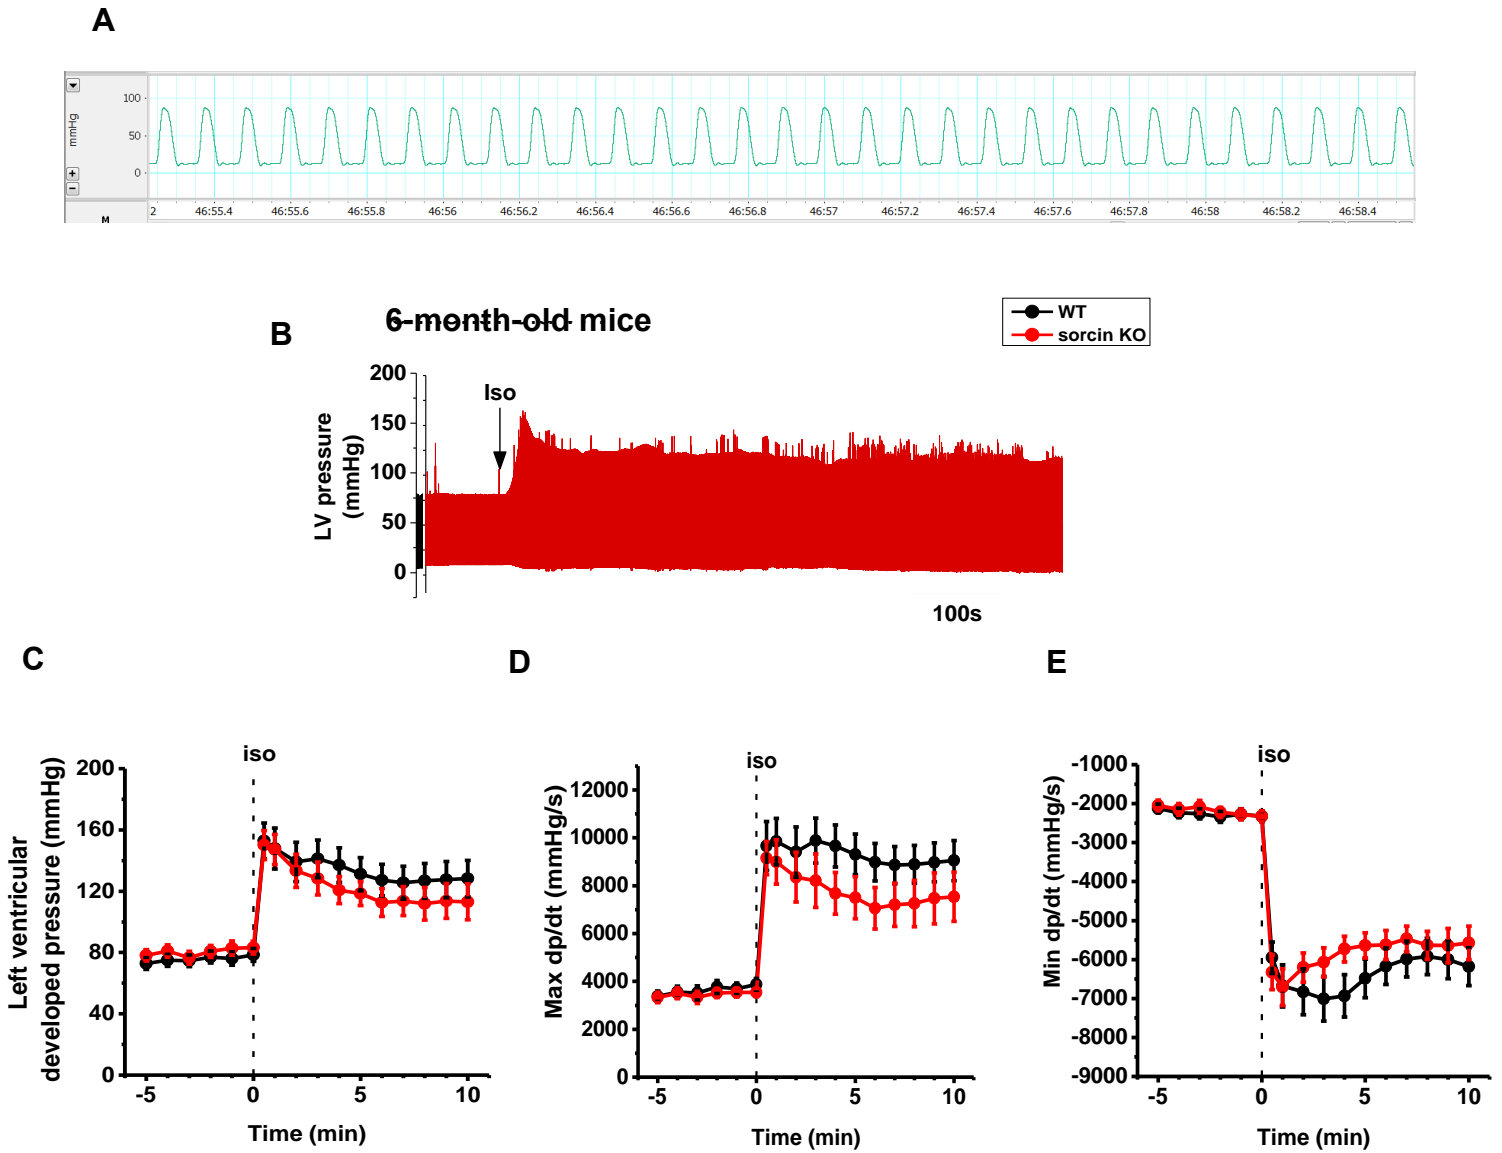 A
100
50
0
mmHg
+
−
M
2 46:55.4 46:55.6 46:55.8 46:56 46:56.2 46:56.4 46:56.6 46:56.8 46:57 46:57.2 46:57.4 46:57.6 46:57.8 46:58 46:58.2 46:58.4
B
6-month-old mice
WT
sorcin KO
LV pressure
(mmHg)
200
150
100
50
0
Iso
100s
C
Left ventricular
developed pressure (mmHg)
200
160
120
80
40
0
iso
-5 0 5 10
Time (min)
D
Max dp/dt (mmHg/s)
12000
10000
8000
6000
4000
2000
0
iso
-5 0 5 10
Time (min)
E
Min dp/dt (mmHg/s)
-1000
-2000
-3000
-4000
-5000
-6000
-7000
-8000
-9000
iso
-5 0 5 10
Time (min)